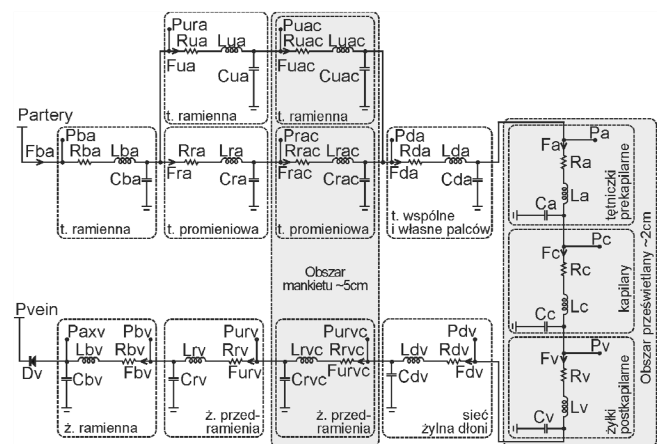 Pura
Rua Lua
Fua
Cua
t. ramienna
Puac
Ruac Luac
Fuac
Cuac
t. ramienna
Partery
Fba
Pba
Rba Lba
Cba
t. ramienna
Rra Lra
Fra
Cra
t. promieniowa
Prac
Rrac Lrac
Frac
Crac
t. promieniowa
Pda
Rda Lda
Fda
Cda
t. wspólne
i własne palców
Fa
Pa
Ra
La
Ca
tętniczki
prekapilarne
Fc
Pc
Rc
Lc
Cc
kapilary
Fv
Pv
Rv
Lv
Cv
żyłki
postkapilarne
Obszar prześwietlany ~2cm
Obszar
mankietu ~5cm
Pvein
Dv
Paxv Pbv
Lbv Rbv
Fbv
Cbv
ż. ramienna
Purv
Lrv Rrv
Furv
Crv
ż. przed-
ramienia
Purvc
Lrvc Rrvc
Furvc
Crvc
ż. przed-
ramienia
Pdv
Ldv Rdv
Fdv
Cdv
sieć
żylna dłoni